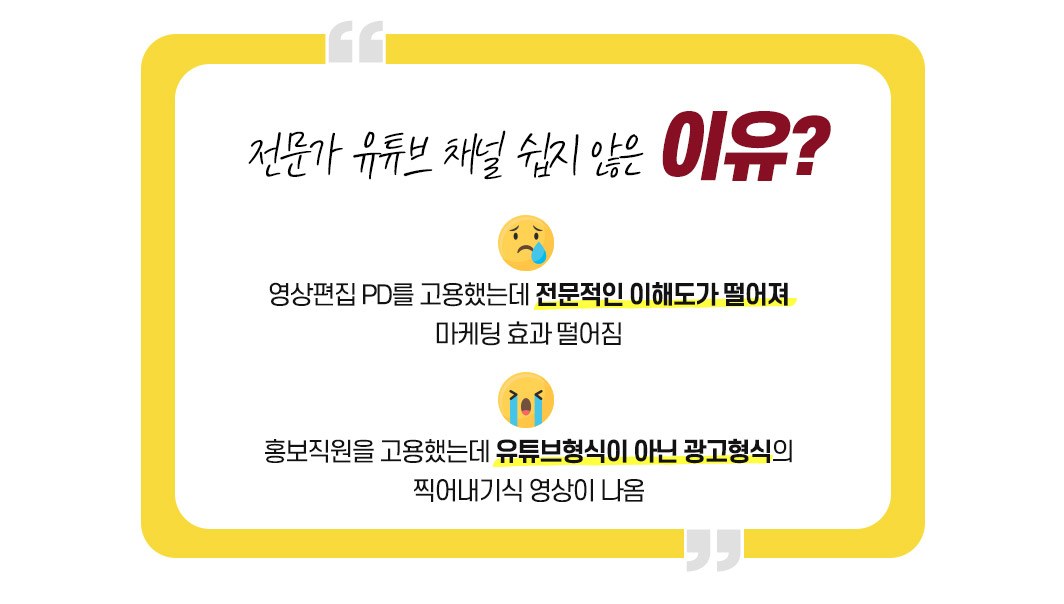 전문가 유튜브 채널 쉽지 않은 이유?
영상편집 PD를 고용했는데 전문적인 이해도가 떨어져
마케팅 효과 떨어짐
홍보직원을 고용했는데 유튜브형식이 아닌 광고형식의
찍어내기식 영상이 나옴